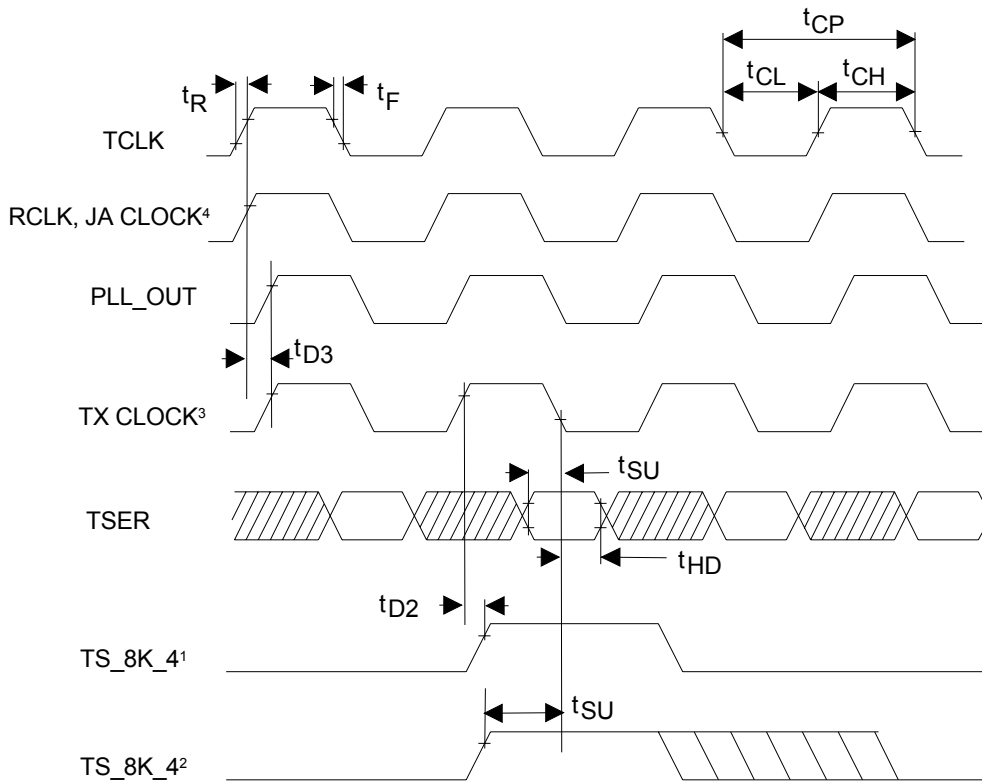 tCP
tCL tCH
tR tF
TCLK
RCLK, JA CLOCK⁴
PLL_OUT
tD3
TX CLOCK³
tSU
TSER
tHD
tD2
TS_8K_4¹
tSU
TS_8K_4²